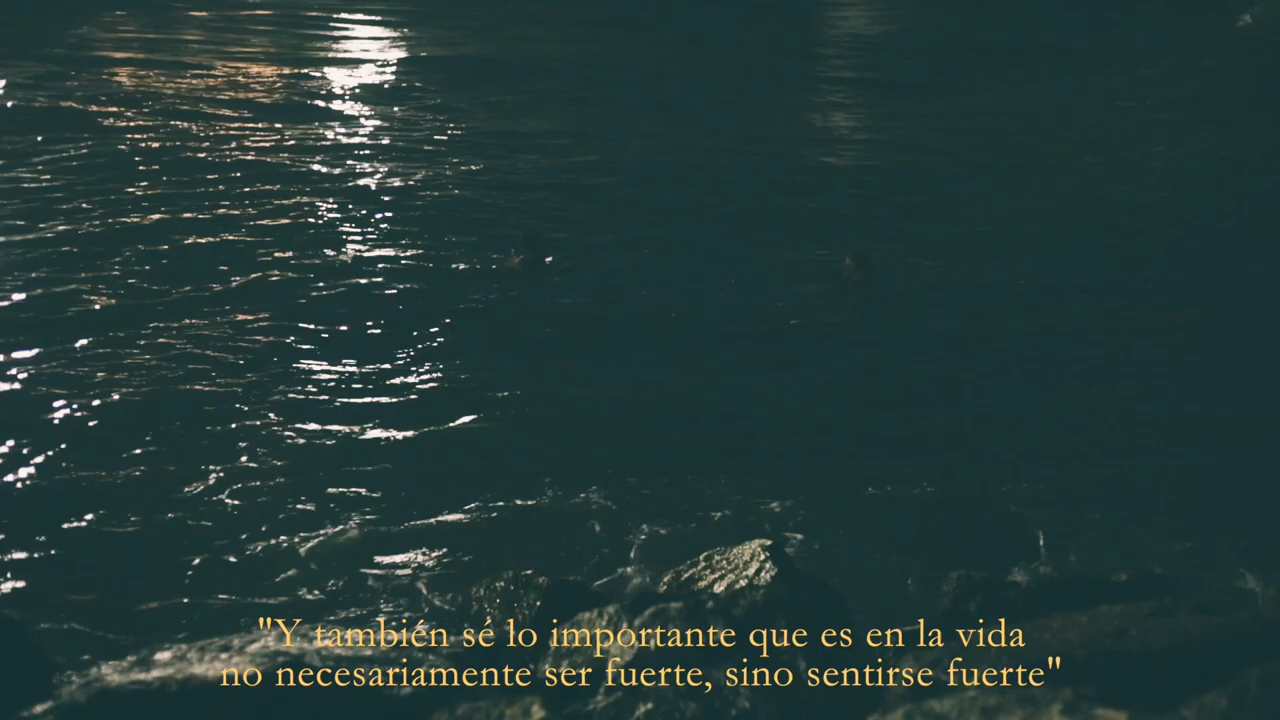 "Y también sé lo importante que es en la vida
no necesariamente ser fuerte, sino sentirse fuerte"